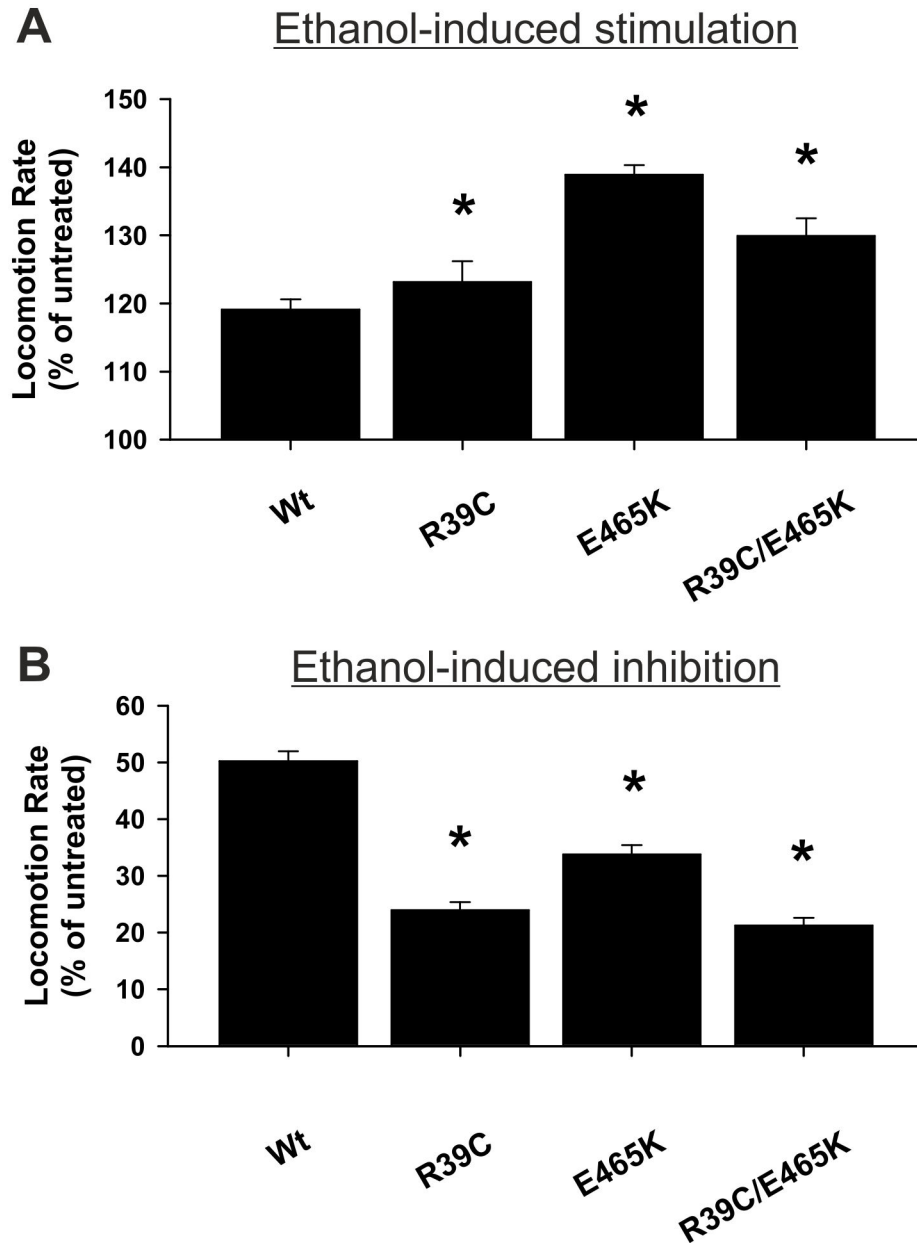 A
Ethanol-induced stimulation
Locomotion Rate
(% of untreated)
150
140
130
120
110
100
*
*
*
Wt
R39C
E465K
R39C/E465K
B
Ethanol-induced inhibition
Locomotion Rate
(% of untreated)
60
50
40
30
20
10
0
*
*
*
Wt
R39C
E465K
R39C/E465K